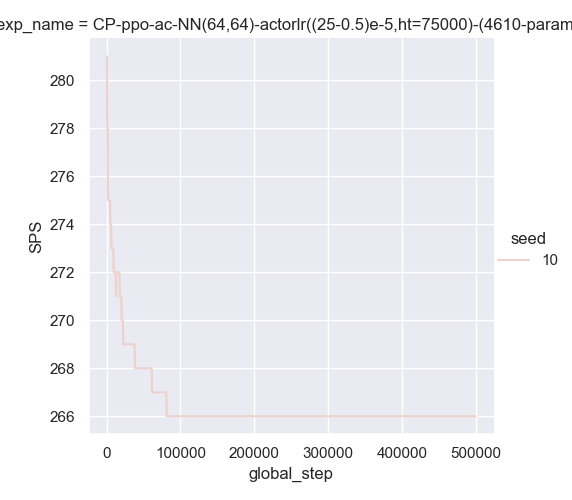 exp_name = CP-ppo-ac-NN(64,64)-actorlr((25-0.5)e-5,ht=75000)-(4610-param
280
278
276
274
272
270
268
266
SPS
0 100000 200000 300000 400000 500000
global_step
seed
10